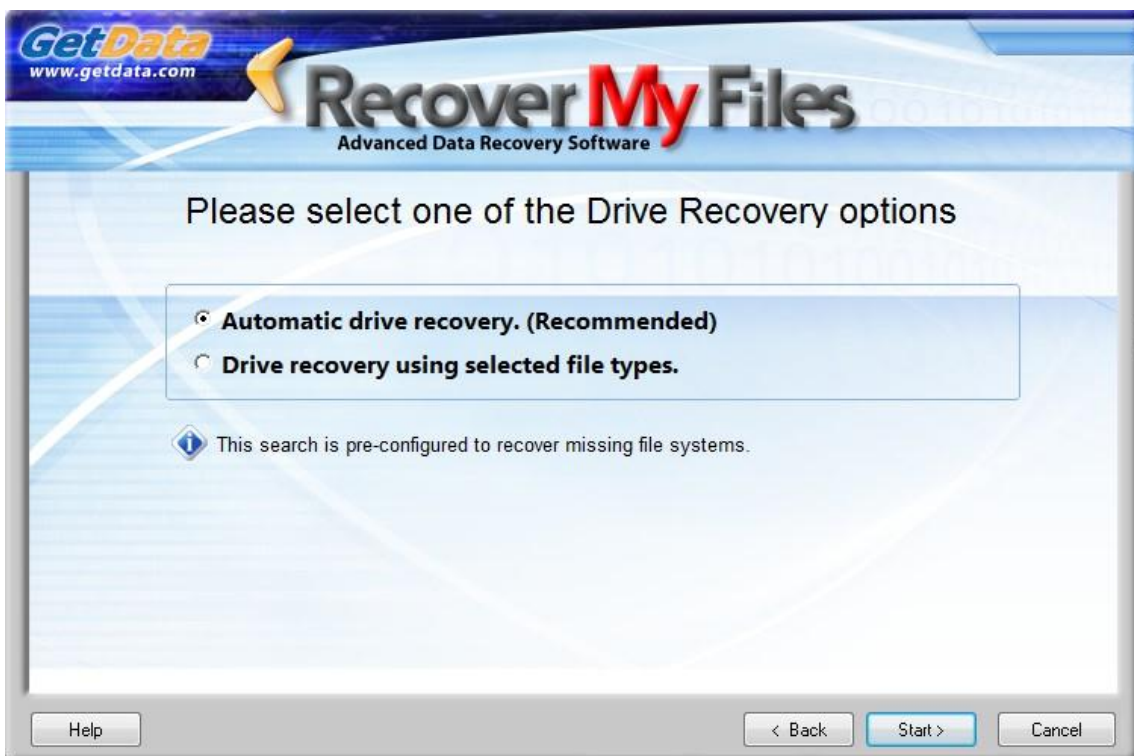 GetData
www.getdata.com
Recover My Files
Advanced Data Recovery Software
Please select one of the Drive Recovery options
Automatic drive recovery. (Recommended)
Drive recovery using selected file types.
This search is pre-configured to recover missing file systems.
Help
< Back
Start >
Cancel